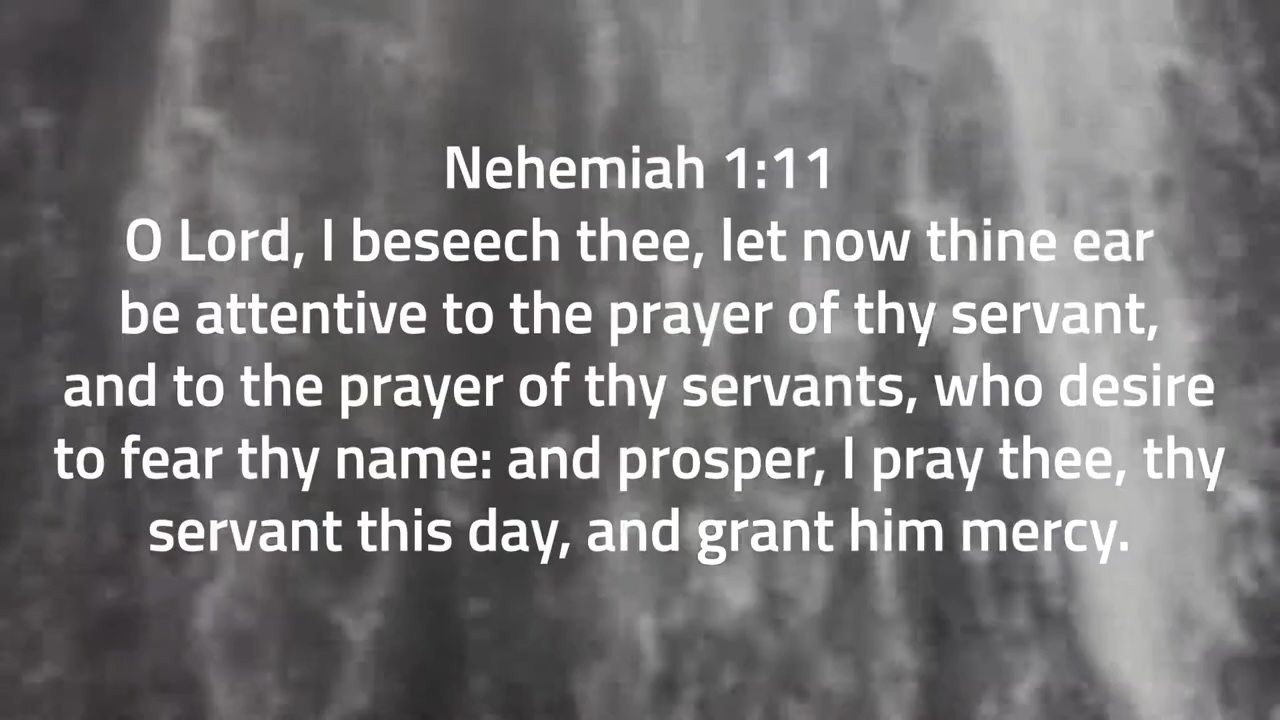 Nehemiah 1:11
O Lord, I beseech thee, let now thine ear
be attentive to the prayer of thy servant,
and to the prayer of thy servants, who desire
to fear thy name: and prosper, I pray thee, thy
servant this day, and grant him mercy.